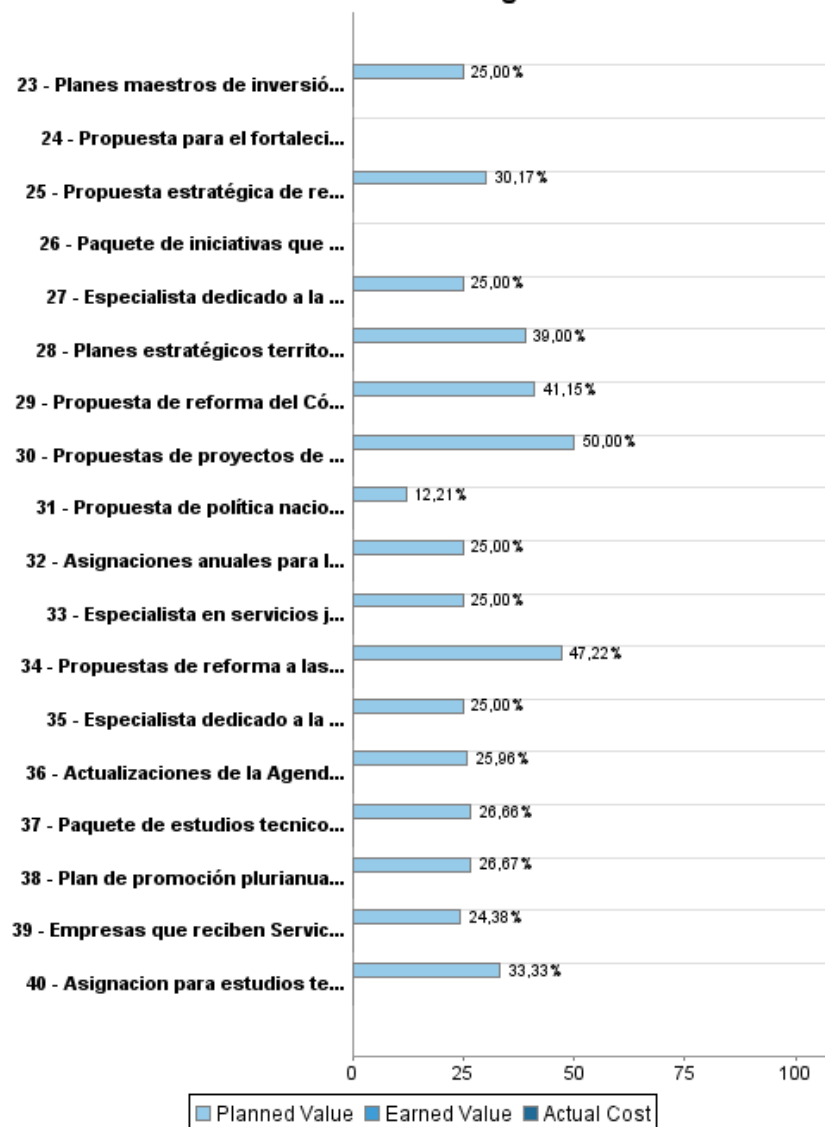 23 - Planes maestros de inversió...
25,00%
24 - Propuesta para el fortaleci...
25 - Propuesta estratégica de re...
30,17%
26 - Paquete de iniciativas que ...
27 - Especialista dedicado a la ...
25,00%
28 - Planes estratégicos territo...
39,00%
29 - Propuesta de reforma del Có...
41,15%
30 - Propuestas de proyectos de ...
50,00%
31 - Propuesta de política nacio...
12,21%
32 - Asignaciones anuales para l...
25,00%
33 - Especialista en servicios j...
25,00%
34 - Propuestas de reforma a las...
47,22%
35 - Especialista dedicado a la ...
25,00%
36 - Actualizaciones de la Agend...
25,96%
37 - Paquete de estudios tecnico...
26,66%
38 - Plan de promoción plurianua...
26,67%
39 - Empresas que reciben Servic...
24,38%
40 - Asignacion para estudios te...
33,33%
0 25 50 75 100
Planned Value Earned Value Actual Cost